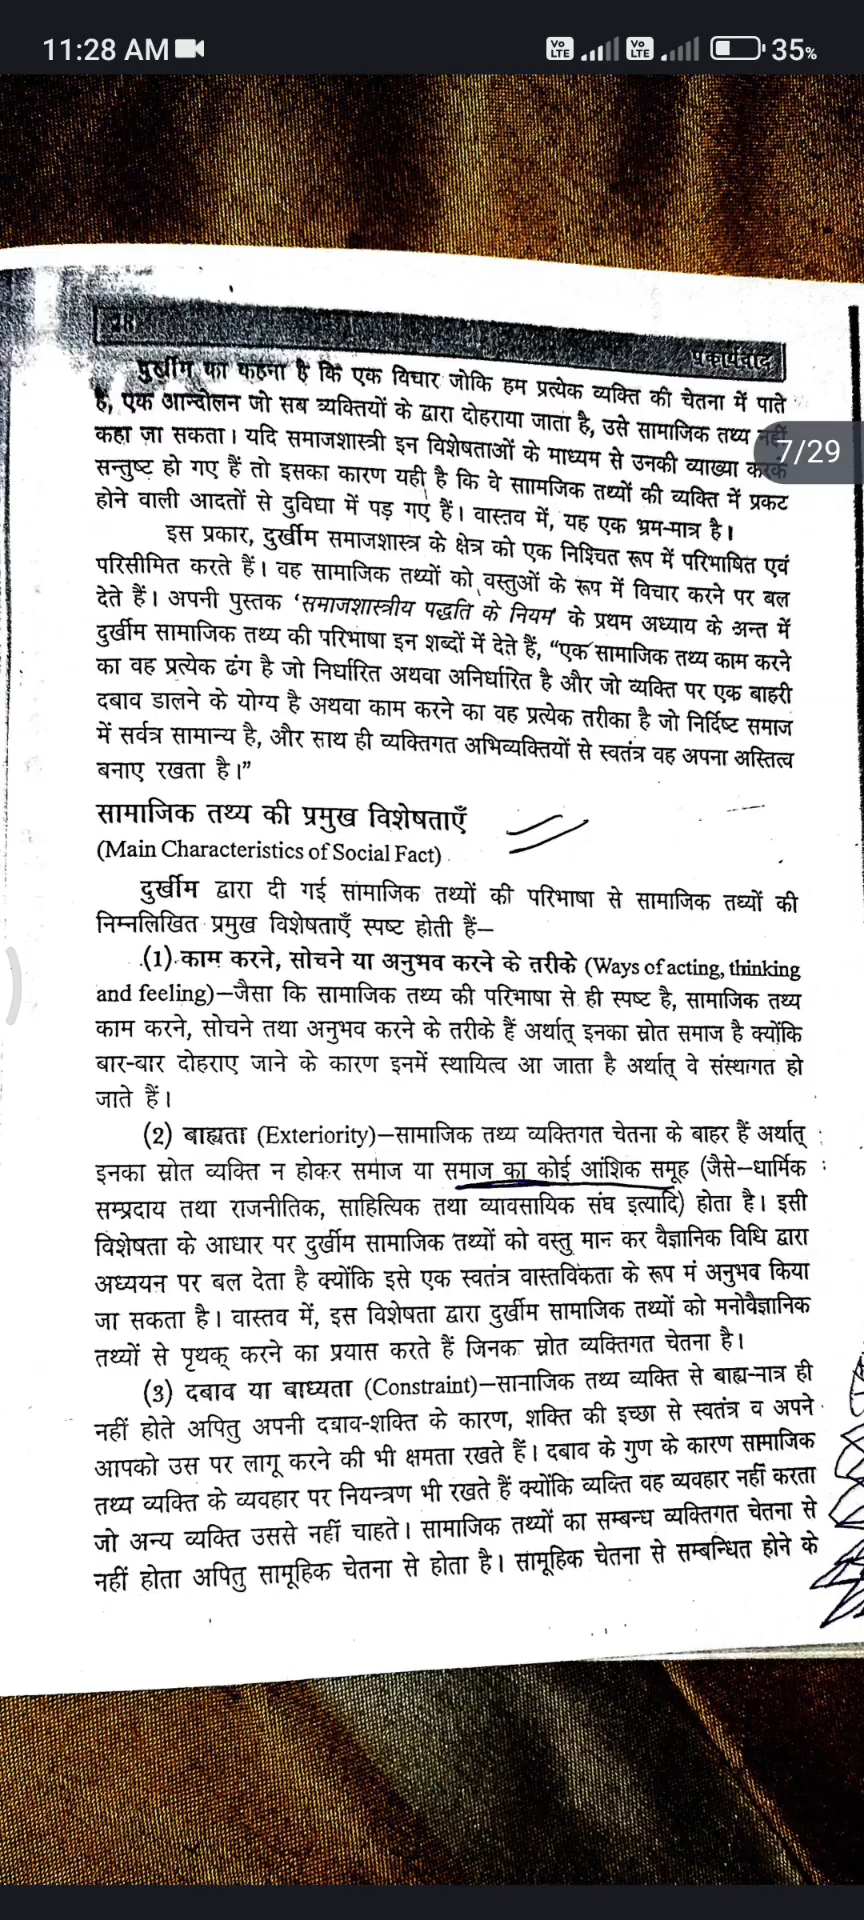 11:28 AM
Vo LTE Vo LTE 35%
प्रकार्यवाद
दुर्खीम का कहना है कि एक विचार जोकि हम प्रत्येक व्यक्ति की चेतना में पाते
हैं, एक आन्दोलन जो सब व्यक्तियों के द्वारा दोहराया जाता है, उसे सामाजिक तथ्य नहीं
कहा जा सकता। यदि समाजशास्त्री इन विशेषताओं के माध्यम से उनकी व्याख्या करके
7/29
सन्तुष्ट हो गए हैं तो इसका कारण यही है कि वे साामजिक तथ्यों की व्यक्ति में प्रकट
होने वाली आदतों से दुविधा में पड़ गए हैं। वास्तव में, यह एक भ्रम-मात्र है।
इस प्रकार, दुर्खीम समाजशास्त्र के क्षेत्र को एक निश्चित रूप में परिभाषित एवं
परिसीमित करते हैं। वह सामाजिक तथ्यों को वस्तुओं के रूप में विचार करने पर बल
देते हैं। अपनी पुस्तक ‘समाजशास्त्रीय पद्धति के नियम’ के प्रथम अध्याय के अन्त में
दुर्खीम सामाजिक तथ्य की परिभाषा इन शब्दों में देते हैं, “एक सामाजिक तथ्य काम करने
का वह प्रत्येक ढंग है जो निर्धारित अथवा अनिर्धारित है और जो व्यक्ति पर एक बाहरी
दबाव डालने के योग्य है अथवा काम करने का वह प्रत्येक तरीका है जो निर्दिष्ट समाज
में सर्वत्र सामान्य है, और साथ ही व्यक्तिगत अभिव्यक्तियों से स्वतंत्र वह अपना अस्तित्व
बनाए रखता है।”
सामाजिक तथ्य की प्रमुख विशेषताएँ
(Main Characteristics of Social Fact)
दुर्खीम द्वारा दी गई सामाजिक तथ्यों की परिभाषा से सामाजिक तथ्यों की
निम्नलिखित प्रमुख विशेषताएँ स्पष्ट होती हैं–
(1) काम करने, सोचने या अनुभव करने के तरीके (Ways of acting, thinking
and feeling)–जैसा कि सामाजिक तथ्य की परिभाषा से ही स्पष्ट है, सामाजिक तथ्य
काम करने, सोचने तथा अनुभव करने के तरीके हैं अर्थात् इनका स्रोत समाज है क्योंकि
बार-बार दोहराए जाने के कारण इनमें स्थायित्व आ जाता है अर्थात् वे संस्थागत हो
जाते हैं।
(2) बाह्यता (Exteriority)–सामाजिक तथ्य व्यक्तिगत चेतना के बाहर हैं अर्थात्
इनका स्रोत व्यक्ति न होकर समाज या समाज का कोई आंशिक समूह (जैसे–धार्मिक
सम्प्रदाय तथा राजनीतिक, साहित्यिक तथा व्यावसायिक संघ इत्यादि) होता है। इसी
विशेषता के आधार पर दुर्खीम सामाजिक तथ्यों को वस्तु मान कर वैज्ञानिक विधि द्वारा
अध्ययन पर बल देता है क्योंकि इसे एक स्वतंत्र वास्तविकता के रूप मं अनुभव किया
जा सकता है। वास्तव में, इस विशेषता द्वारा दुर्खीम सामाजिक तथ्यों को मनोवैज्ञानिक
तथ्यों से पृथक् करने का प्रयास करते हैं जिनक स्रोत व्यक्तिगत चेतना है।
(3) दबाव या बाध्यता (Constraint)–सामाजिक तथ्य व्यक्ति से बाह्य-मात्र ही
नहीं होते अपितु अपनी दबाव-शक्ति के कारण, शक्ति की इच्छा से स्वतंत्र व अपने
आपको उस पर लागू करने की भी क्षमता रखते हैं। दबाव के गुण के कारण सामाजिक
तथ्य व्यक्ति के व्यवहार पर नियन्त्रण भी रखते हैं क्योंकि व्यक्ति वह व्यवहार नहीं करता
जो अन्य व्यक्ति उससे नहीं चाहते। सामाजिक तथ्यों का सम्बन्ध व्यक्तिगत चेतना से
नहीं होता अपितु सामूहिक चेतना से होता है। सामूहिक चेतना से सम्बन्धित होने के